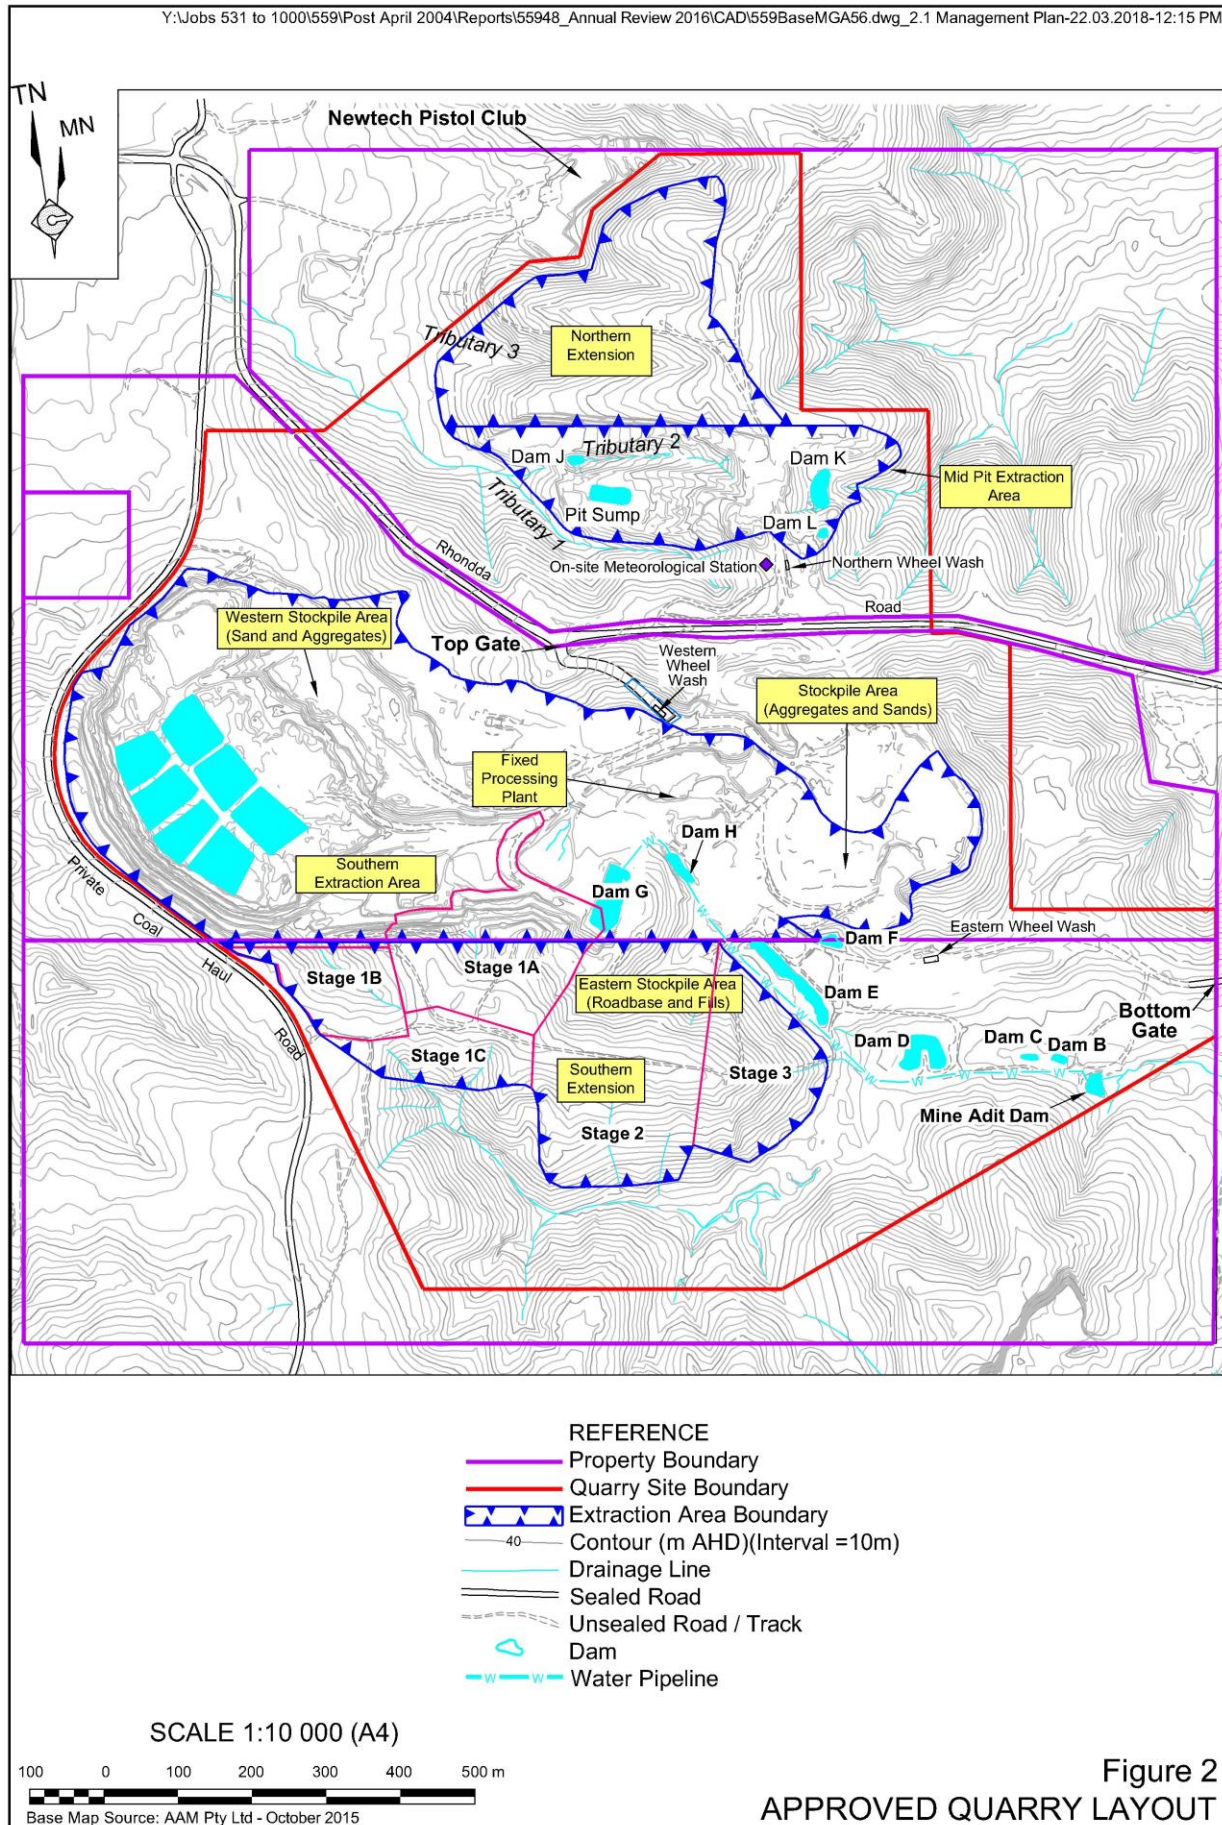 Y:\Jobs 531 to 1000\559\Post April 2004\Reports\55948_Annual Review 2016\CAD\559BaseMGA56.dwg_2.1 Management Plan-22.03.2018-12:15 PM
TN
MN
Newtech Pistol Club
Tributary 3
Northern
Extension
Tributary 2
Dam J
Dam K
Mid Pit Extraction
Area
Tributary 1
Pit Sump
Dam L
On-site Meteorological Station
Northern Wheel Wash
Rhondda
Road
Western Stockpile Area
(Sand and Aggregates)
Top Gate
Western
Wheel
Wash
Stockpile Area
(Aggregates and Sands)
Fixed
Processing
Plant
Dam H
Southern
Extraction Area
Dam G
Private
Coal
Haul
Road
Dam F
Eastern Wheel Wash
Stage 1B
Stage 1A
Eastern Stockpile Area
(Roadbase and Fills)
Dam E
Bottom
Gate
Stage 1C
Southern
Extension
Stage 3
Dam D
Dam C
Dam B
Mine Adit Dam
Stage 2
W
W
W
W
W
W
W
W
REFERENCE
Property Boundary
Quarry Site Boundary
Extraction Area Boundary
40
Contour (m AHD)(Interval =10m)
Drainage Line
Sealed Road
Unsealed Road / Track
Dam
W W Water Pipeline
SCALE 1:10 000 (A4)
100 0 100 200 300 400 500 m
Base Map Source: AAM Pty Ltd - October 2015
Figure 2
APPROVED QUARRY LAYOUT